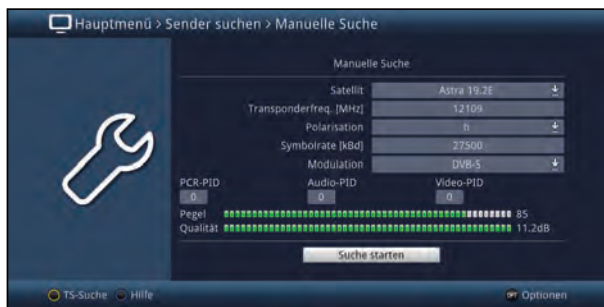 Hauptmenü > Sender suchen > Manuelle Suche
Manuelle Suche
Satellit Astra 19.2E
Transponderfreq. [MHz] 12109
Polarisation h
Symbolrate [kBd] 27500
Modulation DVB-S
PCR-PID Audio-PID Video-PID
0 0 0
Pegel 85
Qualität 11.2dB
Suche starten
TS-Suche Hilfe OPT Optionen